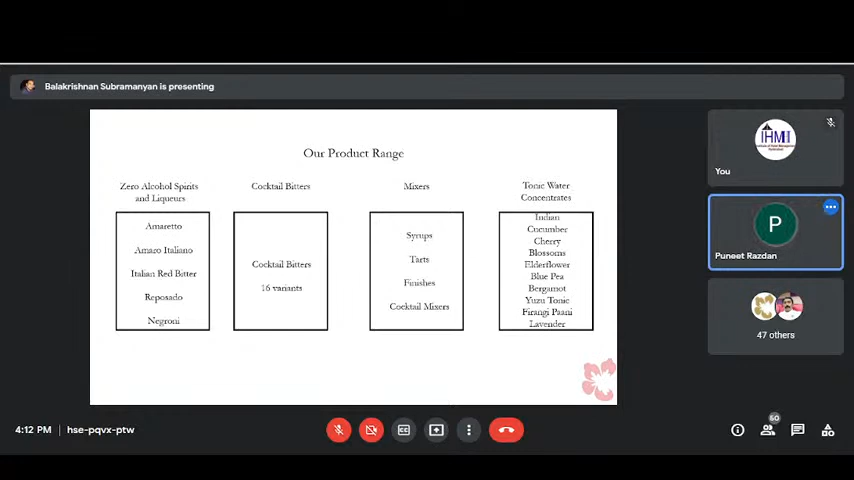 Balakrishnan Subramanyan is presenting
Our Product Range
Zero Alcohol Spirits
and Liqueurs
Amaretto
Amaro Italiano
Italian Red Bitter
Reposado
Negroni
Cocktail Bitters
Cocktail Bitters
16 variants
Mixers
Syrups
Tarts
Finishes
Cocktail Mixers
Tonic Water
Concentrates
Indian
Cucumber
Cherry
Blossoms
Elderflower
Blue Pea
Bergamot
Yuzu Tonic
Firangi Paani
Lavender
You
P
Puneet Razdan
47 others
4:12 PM | hse-pqvx-ptw
50